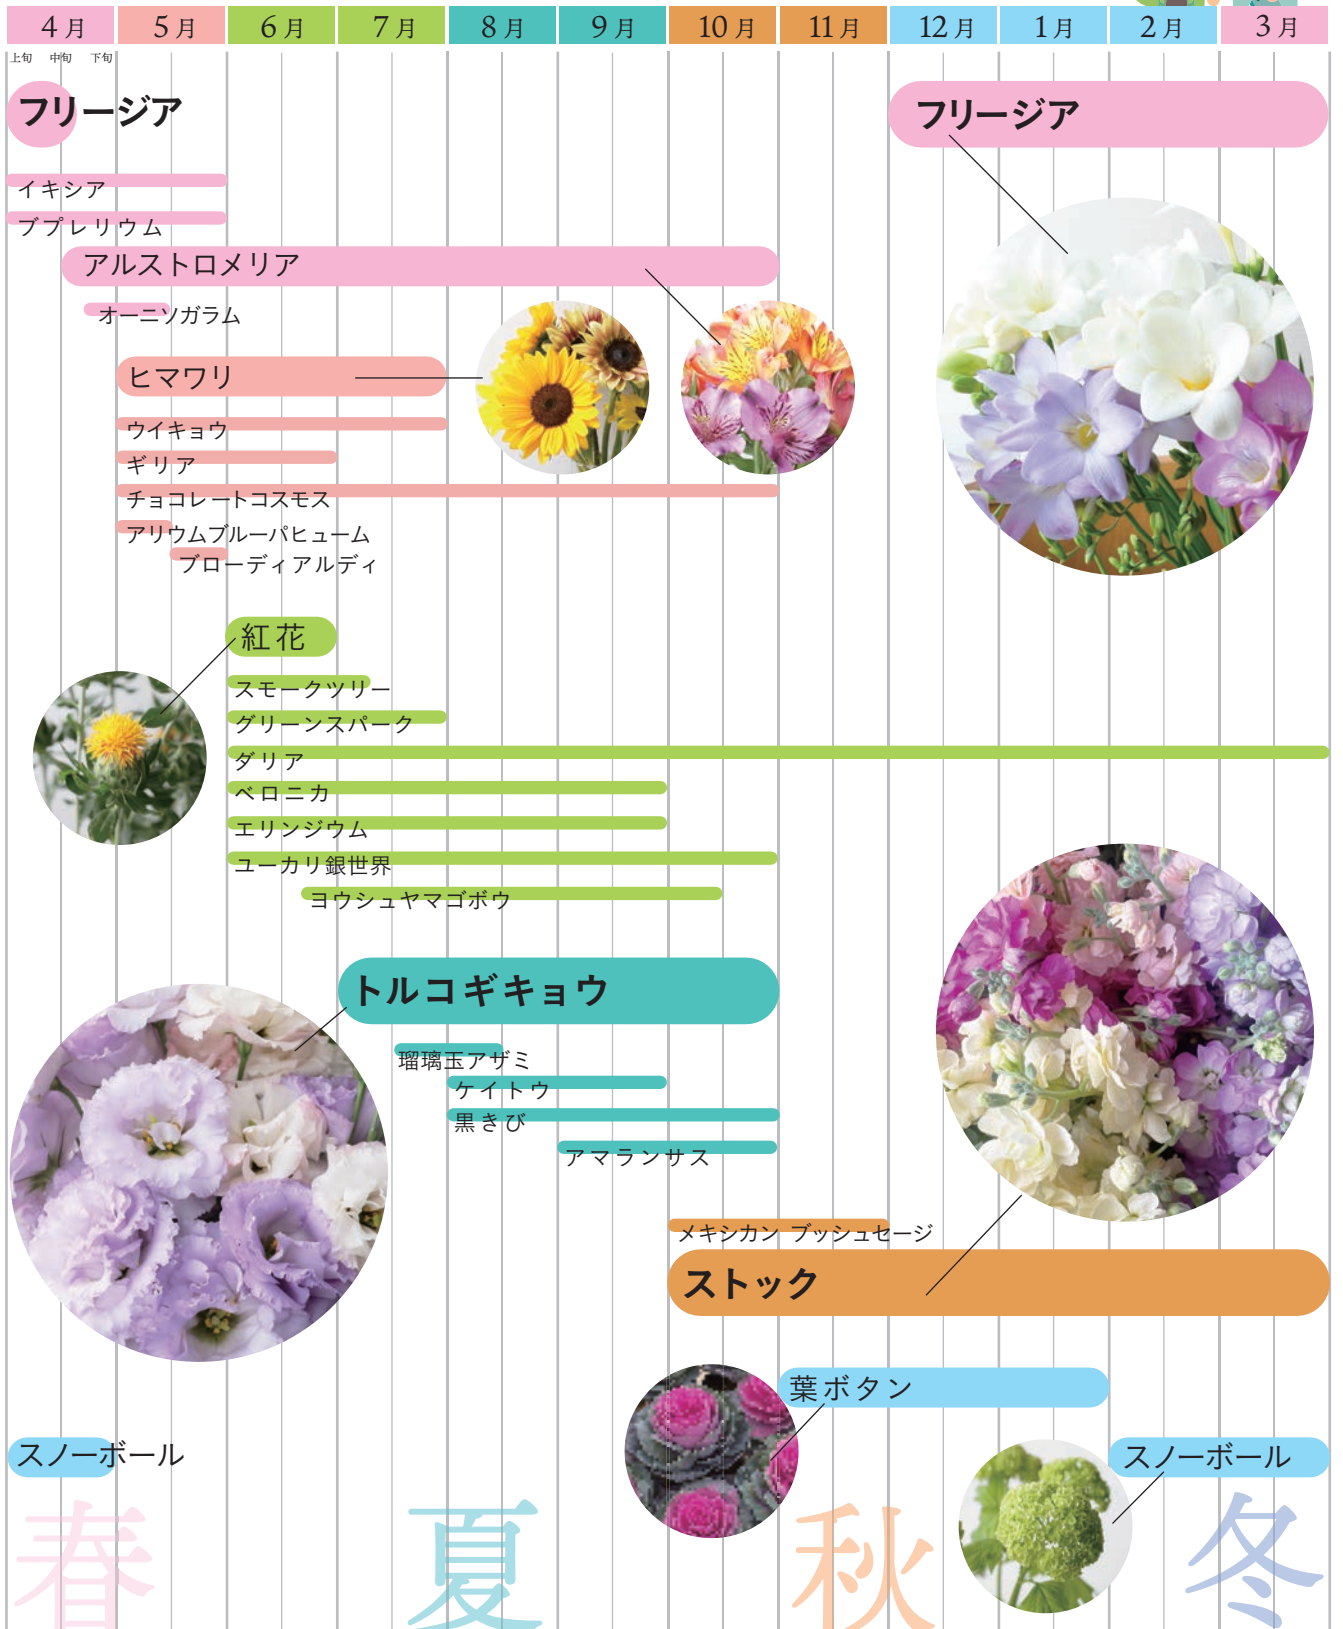 4月 5月 6月 7月 8月 9月 10月 11月 12月 1月 2月 3月
上旬 中旬 下旬
フリージア フリージア
イキシア
ブプレリウム
アルストロメリア
オーニソガラム
ヒマワリ
ウイキョウ
ギリア
チョコレートコスモス
アリウムブルーパヒューム
ブローディアルディ
紅花
スモークツリー
グリーンスパーク
ダリア
ベロニカ
エリンジウム
ユーカリ銀世界
ヨウシュヤマゴボウ
トルコギキョウ
瑠璃玉アザミ
ケイトウ
黒きび
アマランサス
メキシカン ブッシュセージ
ストック
葉ボタン
スノーボール スノーボール
春 夏 秋 冬